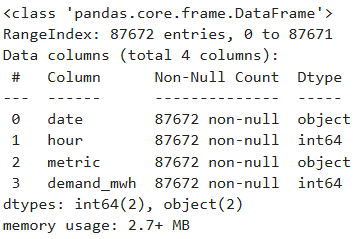 <class 'pandas.core.frame.DataFrame'>
RangeIndex: 87672 entries, 0 to 87671
Data columns (total 4 columns):
 #   Column      Non-Null Count  Dtype
---  ------      --------------  -----
 0   date        87672 non-null  object
 1   hour        87672 non-null  int64
 2   metric      87672 non-null  object
 3   demand_mwh  87672 non-null  int64
dtypes: int64(2), object(2)
memory usage: 2.7+ MB